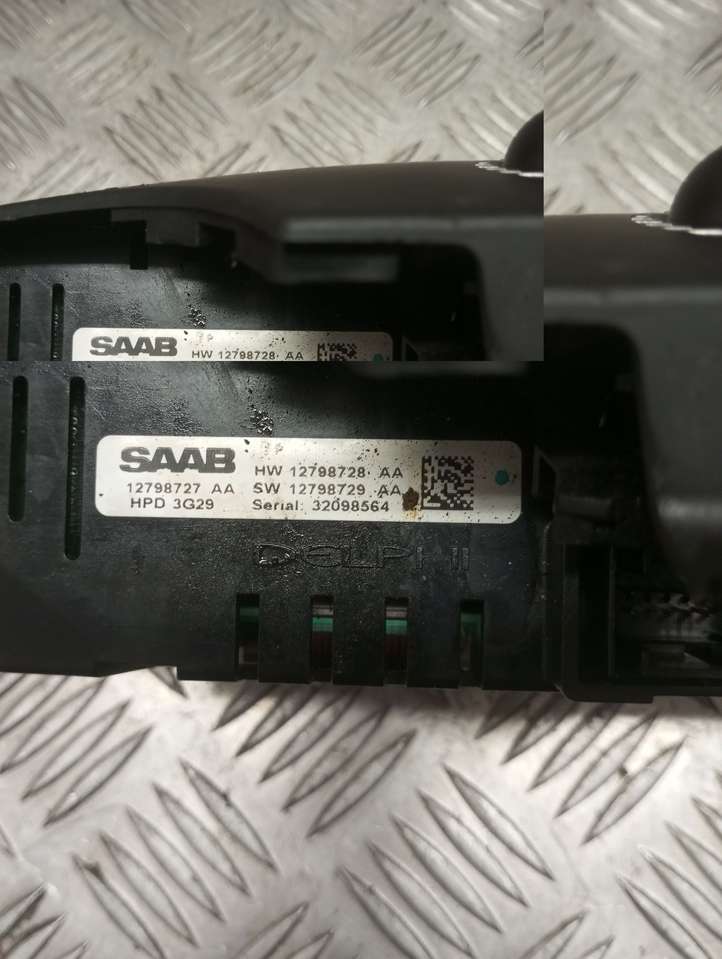 SAAB
HW 12798728 AA
SAAB
HW 12798728 AA
12798727 AA
SW 12798729 AA
HPD 3G29
Serial: 32098564
DELPHI